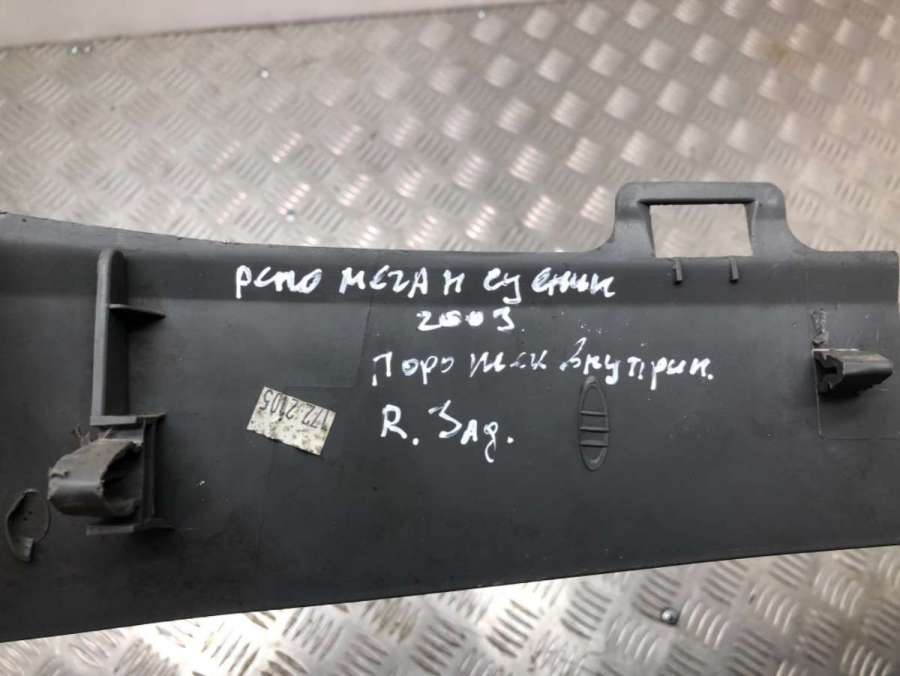 Рено меган сценик
2003
Порожек внутрин.
R. Зад.
172 2105